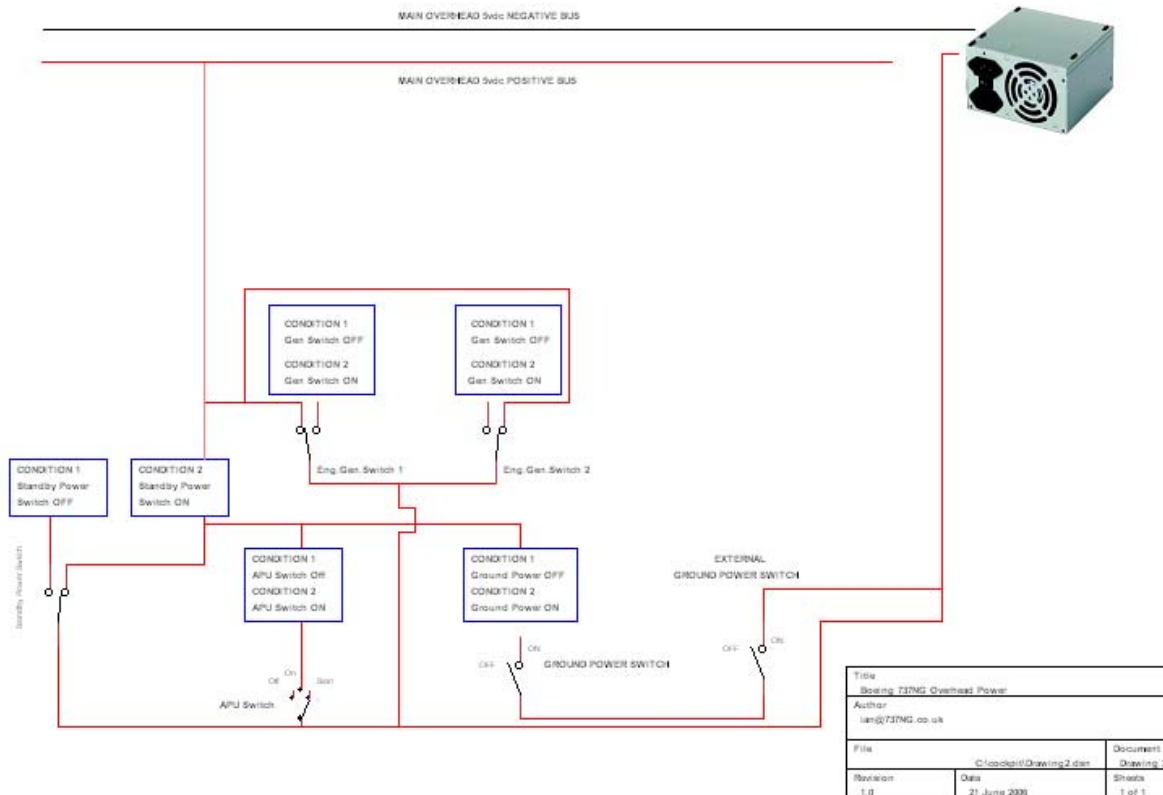 MAIN OVERHEAD 5vdc NEGATIVE BUS
MAIN OVERHEAD 5vdc POSITIVE BUS
CONDITION 1
Gen Switch OFF
CONDITION 2
Gen Switch ON
CONDITION 1
Gen Switch OFF
CONDITION 2
Gen Switch ON
Eng.Gen.Switch 1
Eng.Gen.Switch 2
CONDITION 1
Standby Power
Switch OFF
CONDITION 2
Standby Power
Switch ON
Standby Power Switch
CONDITION 1
APU Switch Off
CONDITION 2
APU Switch ON
CONDITION 1
Ground Power OFF
CONDITION 2
Ground Power ON
EXTERNAL
GROUND POWER SWITCH
OFF
ON
OFF
ON
GROUND POWER SWITCH
Off
On
APU Switch
Title
Boeing 737NG Overhead Power
Author
ian@737NG.co.uk
File
C:\cockpit\Drawing2.dsn
Document
Drawing
Revision
1.0
Date
21 June 2006
Sheets
1 of 1